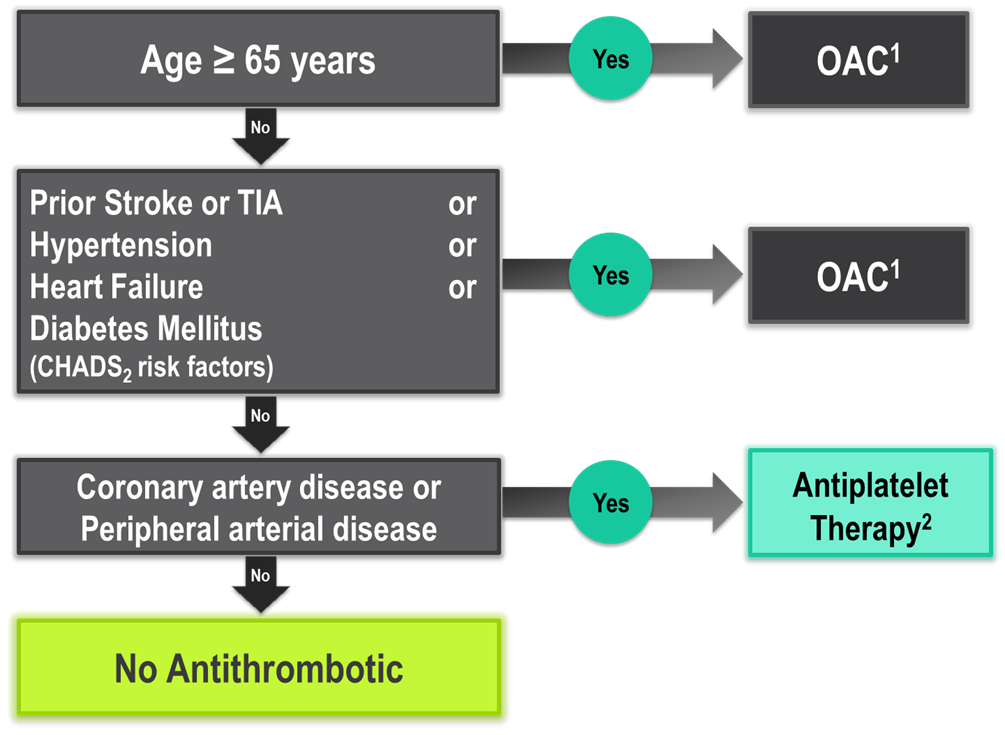 Age ≥ 65 years
Yes
OAC¹
No
Prior Stroke or TIA or
Hypertension or
Heart Failure or
Diabetes Mellitus
(CHADS₂ risk factors)
Yes
OAC¹
No
Coronary artery disease or
Peripheral arterial disease
Yes
Antiplatelet
Therapy²
No
No Antithrombotic